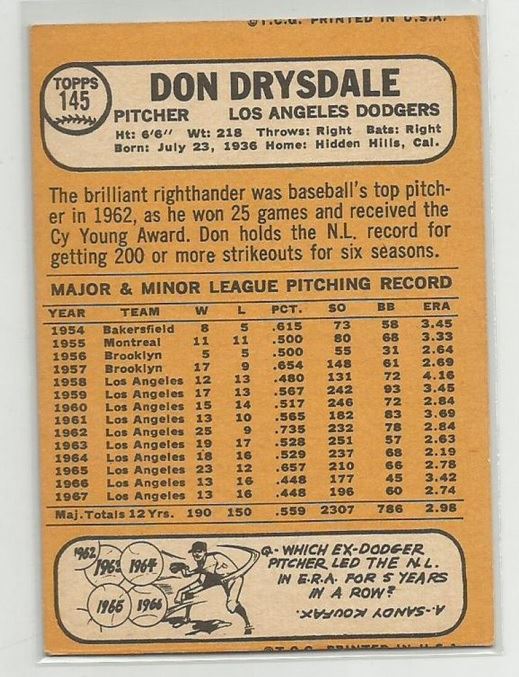 ©T.C.G. PRINTED IN U.S.A.
TOPPS
145
DON DRYSDALE
PITCHER LOS ANGELES DODGERS
Ht: 6'6" Wt: 218 Throws: Right Bats: Right
Born: July 23, 1936 Home: Hidden Hills, Cal.
The brilliant righthander was baseball's top pitch-
er in 1962, as he won 25 games and received the
Cy Young Award. Don holds the N.L. record for
getting 200 or more strikeouts for six seasons.
MAJOR & MINOR LEAGUE PITCHING RECORD
YEAR TEAM W L PCT. SO BB ERA
1954 Bakersfield 8 5 .615 73 58 3.45
1955 Montreal 11 11 .500 80 68 3.33
1956 Brooklyn 5 5 .500 55 31 2.64
1957 Brooklyn 17 9 .654 148 61 2.69
1958 Los Angeles 12 13 .480 131 72 4.16
1959 Los Angeles 17 13 .567 242 93 3.45
1960 Los Angeles 15 14 .517 246 72 2.84
1961 Los Angeles 13 10 .565 182 83 3.69
1962 Los Angeles 25 9 .735 232 78 2.84
1963 Los Angeles 19 17 .528 251 57 2.63
1964 Los Angeles 18 16 .529 237 68 2.19
1965 Los Angeles 23 12 .657 210 66 2.78
1966 Los Angeles 13 16 .448 177 45 3.42
1967 Los Angeles 13 16 .448 196 60 2.74
Maj. Totals 12 Yrs. 190 150 .559 2307 786 2.98
1962
1963
1964
1965
1966
Q-WHICH EX-DODGER
PITCHER LED THE N.L.
IN E.R.A. FOR 5 YEARS
IN A ROW?
A-SANDY KOUFAX.
©T.C.G. PRINTED IN U.S.A.